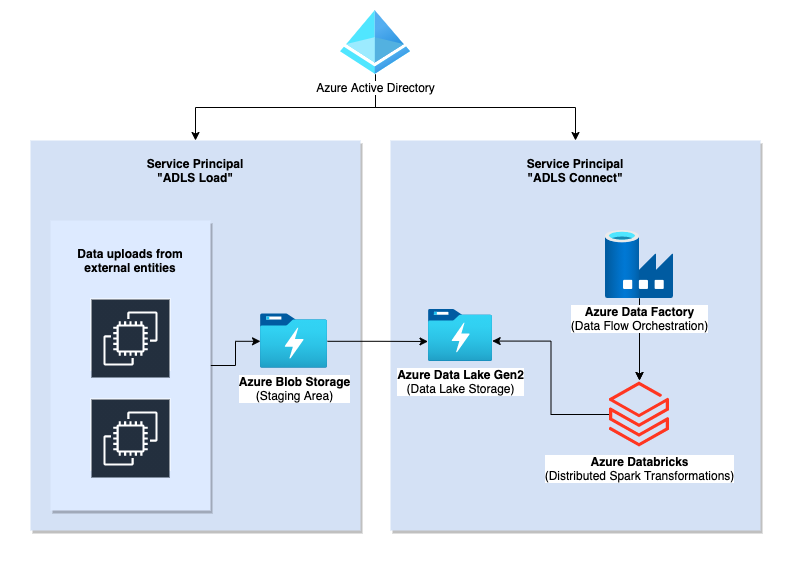 Azure Active Directory
Service Principal
"ADLS Load"
Data uploads from
external entities
Azure Blob Storage
(Staging Area)
Service Principal
"ADLS Connect"
Azure Data Factory
(Data Flow Orchestration)
Azure Data Lake Gen2
(Data Lake Storage)
Azure Databricks
(Distributed Spark Transformations)